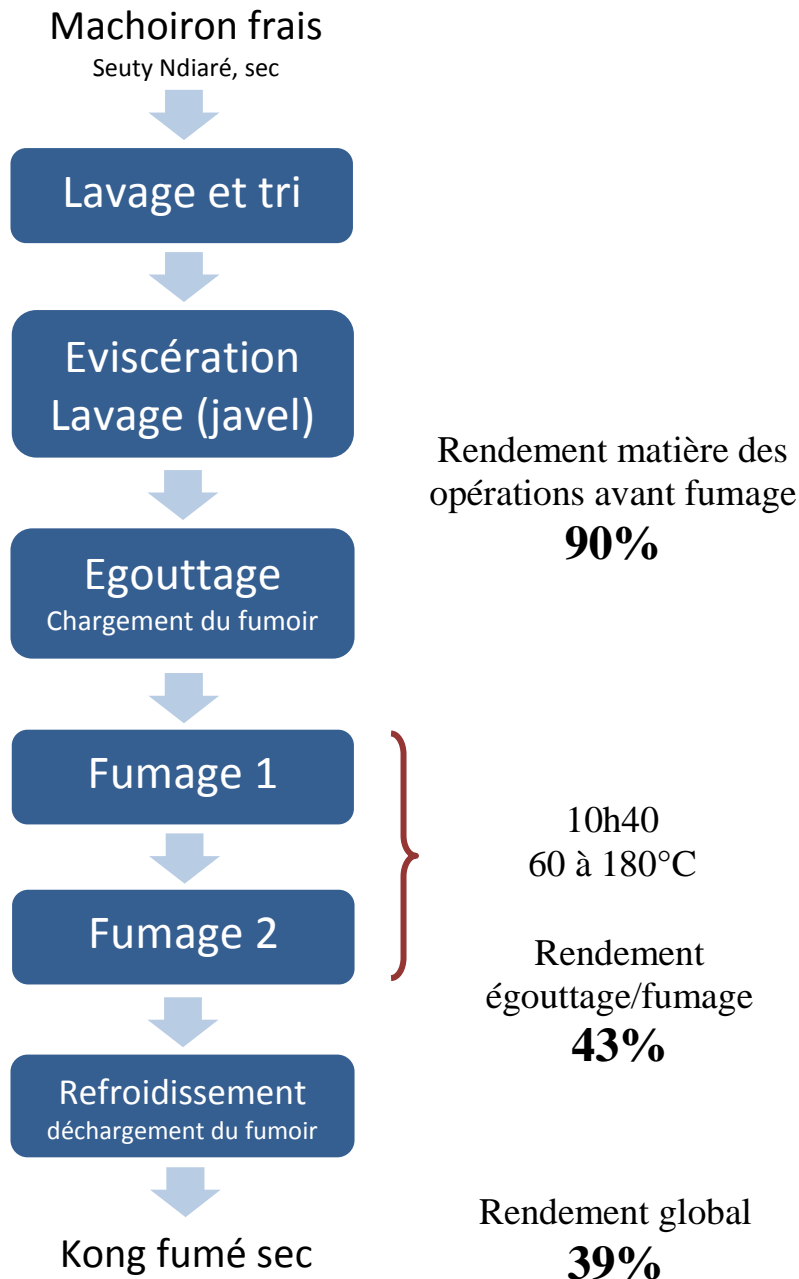 Machoiron frais
Seuty Ndiaré, sec
Lavage et tri
Eviscération
Lavage (javel)
Rendement matière des
opérations avant fumage
90%
Egouttage
Chargement du fumoir
Fumage 1
Fumage 2
10h40
60 à 180°C
Rendement
égouttage/fumage
43%
Refroidissement
déchargement du fumoir
Kong fumé sec
Rendement global
39%